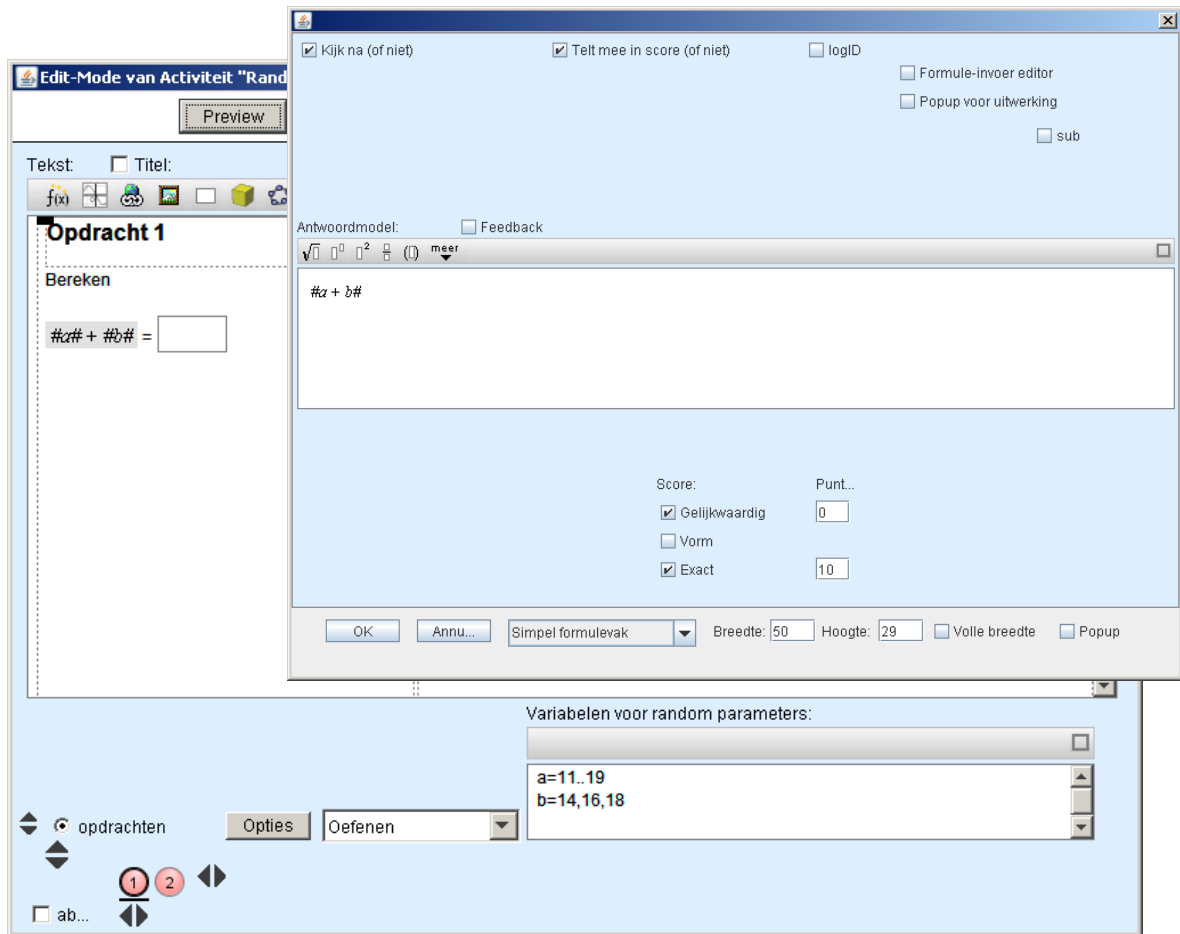 Edit-Mode van Activiteit "Rand
Preview
Tekst: Titel:
f(x)
Opdracht 1
Bereken
#a# + #b# =
Kijk na (of niet) Telt mee in score (of niet) logID
Formule-invoer editor
Popup voor uitwerking
sub
Antwoordmodel: Feedback
√▯ ▯▯ ▯2 (▯) meer
#a + b#
Score: Punt...
Gelijkwaardig 0
Vorm
Exact 10
OK Annu... Simpel formulevak Breedte: 50 Hoogte: 29 Volle breedte Popup
Variabelen voor random parameters:
a=11..19
b=14,16,18
opdrachten Opties Oefenen
1 2
ab...